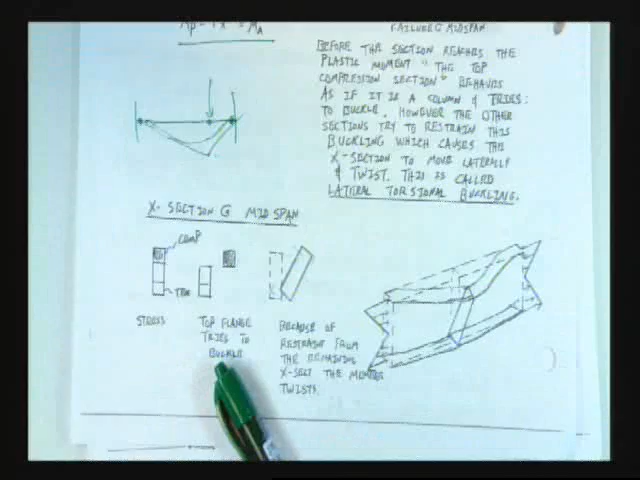 FAILURE @ MIDSPAN
BEFORE THE SECTION REACHES THE
PLASTIC MOMENT "THE TOP
COMPRESSION SECTION" BEHAVES
AS IF IT IS A COLUMN & TRIES
TO BUCKLE. HOWEVER THE OTHER
SECTIONS TRY TO RESTRAIN THIS
BUCKLING WHICH CAUSES THE
X-SECTION TO MOVE LATERALLY
& TWIST. THIS IS CALLED
LATERAL TORSIONAL BUCKLING.
X-SECTION @ MID SPAN
COMP
TEN
STRESS
TOP FLANGE
TRIES TO
BUCKLE
BECAUSE OF
RESTRAINT FROM
THE REMAINING
X-SECT THE MEMBER
TWISTS.